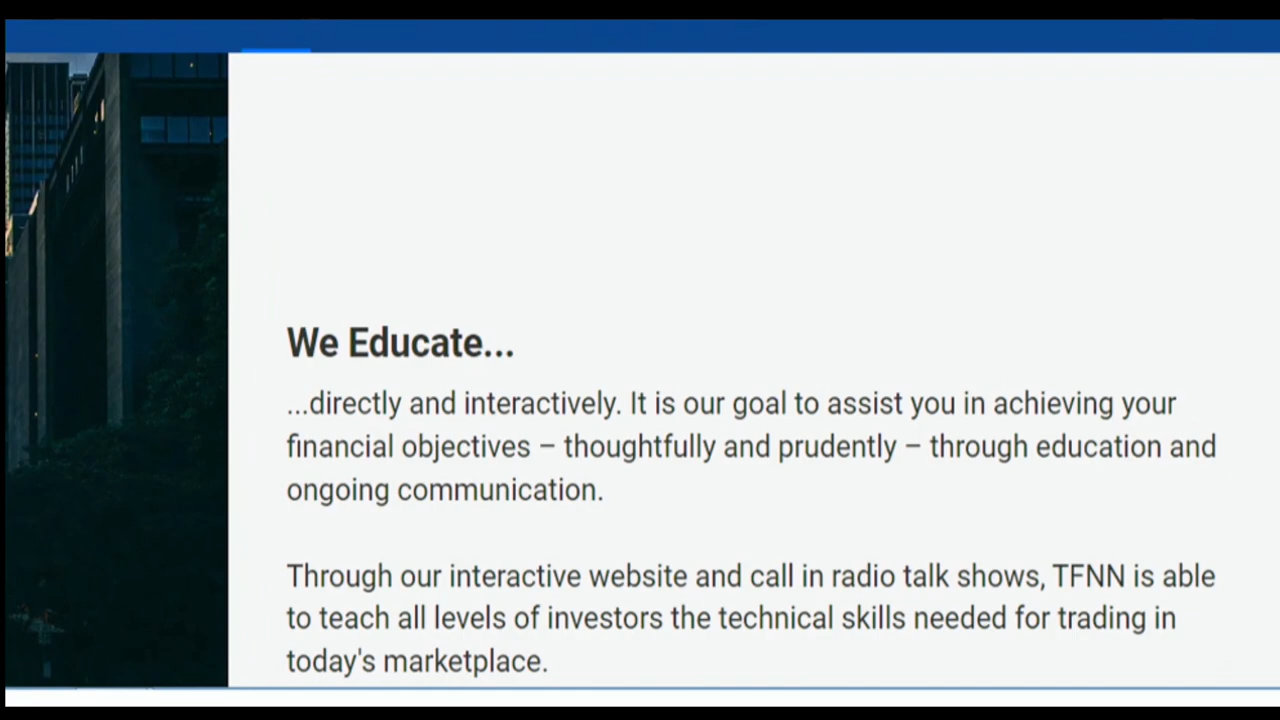 We Educate...
...directly and interactively. It is our goal to assist you in achieving your
financial objectives – thoughtfully and prudently – through education and
ongoing communication.
Through our interactive website and call in radio talk shows, TFNN is able
to teach all levels of investors the technical skills needed for trading in
today's marketplace.